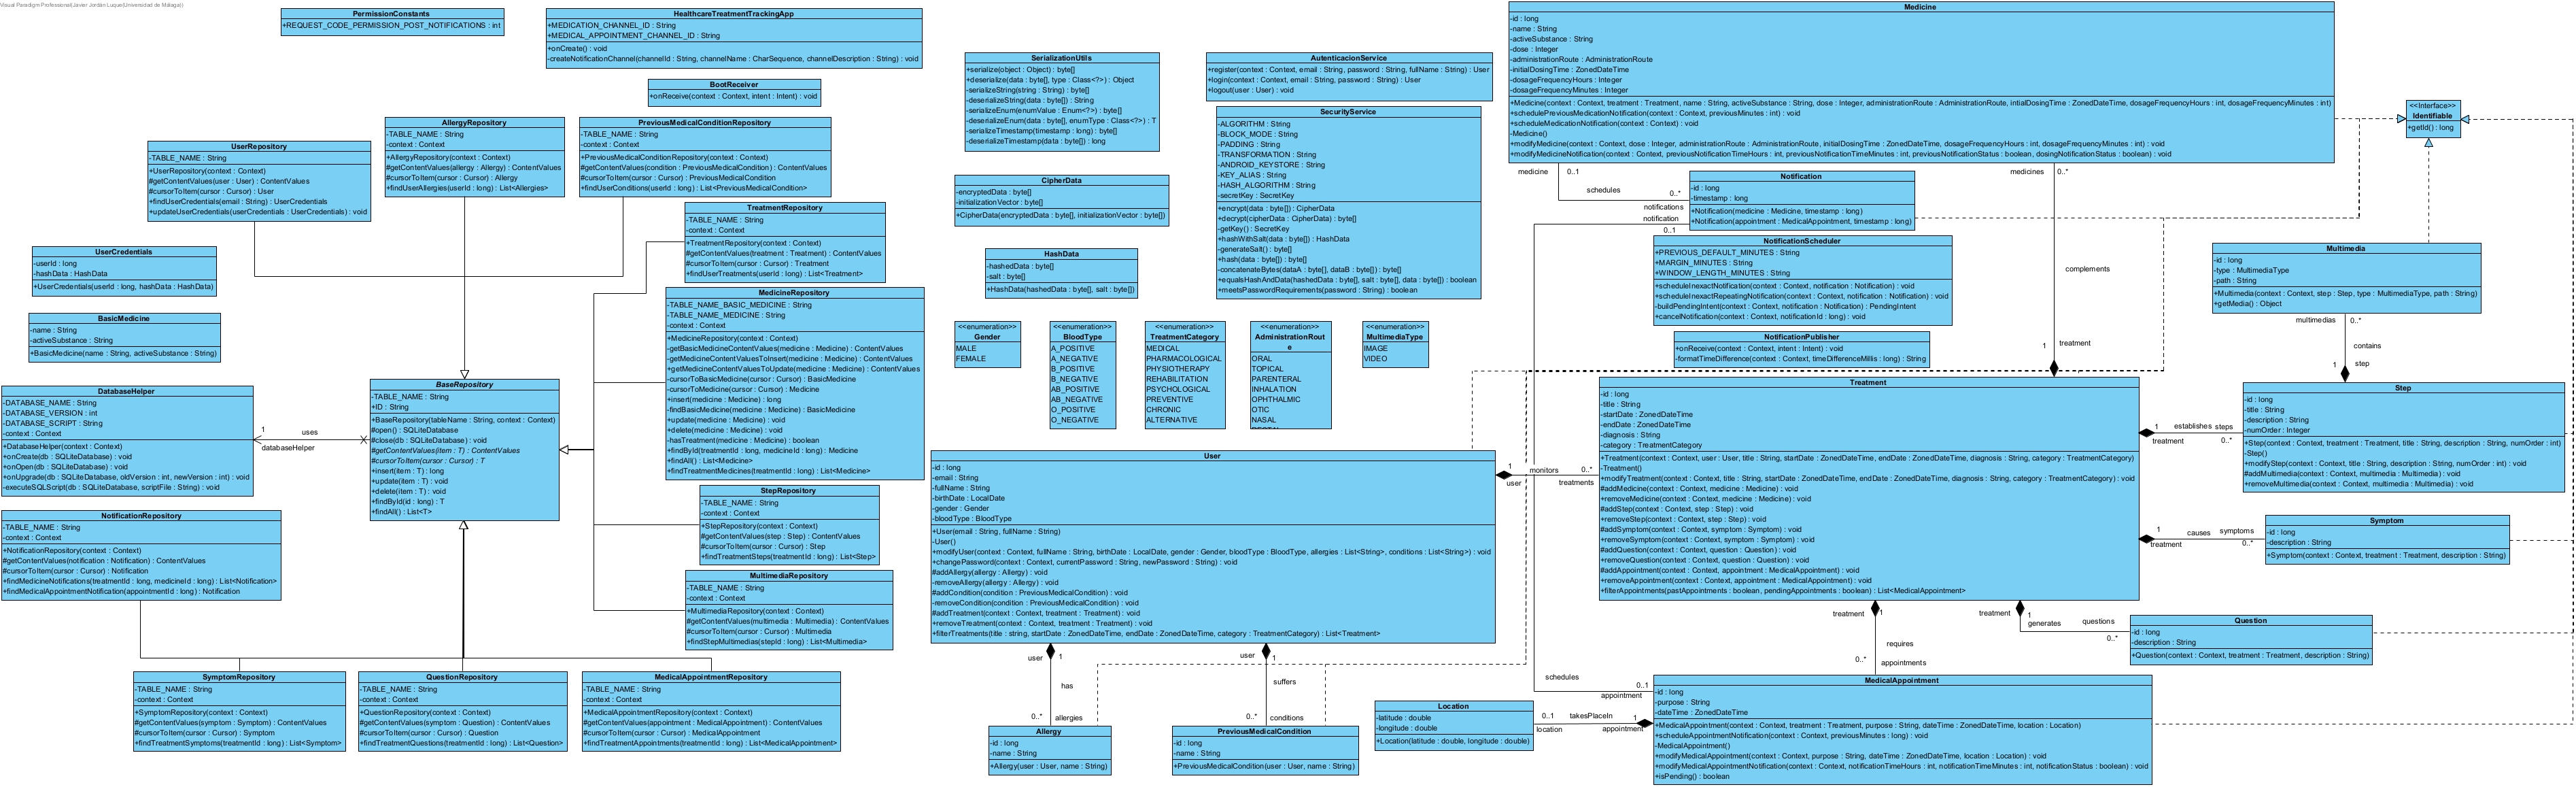 Visual Paradigm Professional(Javier Jordán Luque(Universidad de Málaga))
PermissionConstants
+REQUEST_CODE_PERMISSION_POST_NOTIFICATIONS : int
HealthcareTreatmentTrackingApp
+MEDICATION_CHANNEL_ID : String
+MEDICAL_APPOINTMENT_CHANNEL_ID : String
+onCreate() : void
-createNotificationChannel(channelId : String, channelName : CharSequence, channelDescription : String) : void
BootReceiver
+onReceive(context : Context, intent : Intent) : void
UserRepository
-TABLE_NAME : String
+UserRepository(context : Context)
#getContentValues(user : User) : ContentValues
#cursorToItem(cursor : Cursor) : User
+findUserCredentials(email : String) : UserCredentials
+updateUserCredentials(userCredentials : UserCredentials) : void
AllergyRepository
-TABLE_NAME : String
-context : Context
+AllergyRepository(context : Context)
#getContentValues(allergy : Allergy) : ContentValues
#cursorToItem(cursor : Cursor) : Allergy
+findUserAllergies(userId : long) : List<Allergies>
PreviousMedicalConditionRepository
-TABLE_NAME : String
-context : Context
+PreviousMedicalConditionRepository(context : Context)
#getContentValues(condition : PreviousMedicalCondition) : ContentValues
#cursorToItem(cursor : Cursor) : PreviousMedicalCondition
+findUserConditions(userId : long) : List<PreviousMedicalCondition>
TreatmentRepository
-TABLE_NAME : String
-context : Context
+TreatmentRepository(context : Context)
#getContentValues(treatment : Treatment) : ContentValues
#cursorToItem(cursor : Cursor) : Treatment
+findUserTreatments(userId : long) : List<Treatment>
UserCredentials
-userId : long
-hashData : HashData
+UserCredentials(userId : long, hashData : HashData)
BasicMedicine
-name : String
-activeSubstance : String
+BasicMedicine(name : String, activeSubstance : String)
MedicineRepository
-TABLE_NAME_BASIC_MEDICINE : String
-TABLE_NAME_MEDICINE : String
-context : Context
+MedicineRepository(context : Context)
-getBasicMedicineContentValues(medicine : Medicine) : ContentValues
-getMedicineContentValuesToInsert(medicine : Medicine) : ContentValues
+getMedicineContentValuesToUpdate(medicine : Medicine) : ContentValues
-cursorToBasicMedicine(cursor : Cursor) : BasicMedicine
-cursorToMedicine(cursor : Cursor) : Medicine
+insert(medicine : Medicine) : long
-findBasicMedicine(medicine : Medicine) : BasicMedicine
+update(medicine : Medicine) : void
+delete(medicine : Medicine) : void
-hasTreatment(medicine : Medicine) : boolean
+findById(treatmentId : long, medicineId : long) : Medicine
+findAll() : List<Medicine>
+findTreatmentMedicines(treatmentId : long) : List<Medicine>
DatabaseHelper
-DATABASE_NAME : String
-DATABASE_VERSION : int
-DATABASE_SCRIPT : String
-context : Context
+DatabaseHelper(context : Context)
+onCreate(db : SQLiteDatabase) : void
+onOpen(db : SQLiteDatabase) : void
+onUpgrade(db : SQLiteDatabase, oldVersion : int, newVersion : int) : void
-executeSQLScript(db : SQLiteDatabase, scriptFile : String) : void
1
uses
databaseHelper
BaseRepository
-TABLE_NAME : String
+ID : String
+BaseRepository(tableName : String, context : Context)
#open() : SQLiteDatabase
#close(db : SQLiteDatabase) : void
#getContentValues(item : T) : ContentValues
#cursorToItem(cursor : Cursor) : T
+insert(item : T) : long
+update(item : T) : void
+delete(item : T) : void
+findById(id : long) : T
+findAll() : List<T>
StepRepository
-TABLE_NAME : String
-context : Context
+StepRepository(context : Context)
#getContentValues(step : Step) : ContentValues
#cursorToItem(cursor : Cursor) : Step
+findTreatmentSteps(treatmentId : long) : List<Step>
MultimediaRepository
-TABLE_NAME : String
-context : Context
+MultimediaRepository(context : Context)
#getContentValues(multimedia : Multimedia) : ContentValues
#cursorToItem(cursor : Cursor) : Multimedia
+findStepMultimedias(stepId : long) : List<Multimedia>
NotificationRepository
-TABLE_NAME : String
-context : Context
+NotificationRepository(context : Context)
#getContentValues(notification : Notification) : ContentValues
#cursorToItem(cursor : Cursor) : Notification
+findMedicineNotifications(treatmentId : long, medicineId : long) : List<Notification>
+findMedicalAppointmentNotification(appointmentId : long) : Notification
SymptomRepository
-TABLE_NAME : String
-context : Context
+SymptomRepository(context : Context)
#getContentValues(symptom : Symptom) : ContentValues
#cursorToItem(cursor : Cursor) : Symptom
+findTreatmentSymptoms(treatmentId : long) : List<Symptom>
QuestionRepository
-TABLE_NAME : String
-context : Context
+QuestionRepository(context : Context)
#getContentValues(symptom : Question) : ContentValues
#cursorToItem(cursor : Cursor) : Question
+findTreatmentQuestions(treatmentId : long) : List<Question>
MedicalAppointmentRepository
-TABLE_NAME : String
-context : Context
+MedicalAppointmentRepository(context : Context)
#getContentValues(appointment : MedicalAppointment) : ContentValues
#cursorToItem(cursor : Cursor) : MedicalAppointment
+findTreatmentAppointments(treatmentId : long) : List<MedicalAppointment>
SerializationUtils
+serialize(object : Object) : byte[]
+deserialize(data : byte[], type : Class<?>) : Object
-serializeString(string : String) : byte[]
-deserializeString(data : byte[]) : String
-serializeEnum(enumValue : Enum<?>) : byte[]
-deserializeEnum(data : byte[], enumType : Class<?>) : T
-serializeTimestamp(timestamp : long) : byte[]
-deserializeTimestamp(data : byte[]) : long
CipherData
-encryptedData : byte[]
-initializationVector : byte[]
+CipherData(encryptedData : byte[], initializationVector : byte[])
HashData
-hashedData : byte[]
-salt : byte[]
+HashData(hashedData : byte[], salt : byte[])
AutenticacionService
+register(context : Context, email : String, password : String, fullName : String) : User
+login(context : Context, email : String, password : String) : User
+logout(user : User) : void
SecurityService
-ALGORITHM : String
-BLOCK_MODE : String
-PADDING : String
-TRANSFORMATION : String
-ANDROID_KEYSTORE : String
-KEY_ALIAS : String
-HASH_ALGORITHM : String
-secretKey : SecretKey
+encrypt(data : byte[]) : CipherData
+decrypt(cipherData : CipherData) : byte[]
-getKey() : SecretKey
+hashWithSalt(data : byte[]) : HashData
-generateSalt() : byte[]
+hash(data : byte[]) : byte[]
-concatenateBytes(dataA : byte[], dataB : byte[]) : byte[]
+equalsHashAndData(hashedData : byte[], salt : byte[], data : byte[]) : boolean
+meetsPasswordRequirements(password : String) : boolean
<<enumeration>>
Gender
MALE
FEMALE
<<enumeration>>
BloodType
A_POSITIVE
A_NEGATIVE
B_POSITIVE
B_NEGATIVE
AB_POSITIVE
AB_NEGATIVE
O_POSITIVE
O_NEGATIVE
<<enumeration>>
TreatmentCategory
MEDICAL
PHARMACOLOGICAL
PHYSIOTHERAPY
REHABILITATION
PSYCHOLOGICAL
PREVENTIVE
CHRONIC
ALTERNATIVE
<<enumeration>>
AdministrationRout
e
ORAL
TOPICAL
PARENTERAL
INHALATION
OPHTHALMIC
OTIC
NASAL
<<enumeration>>
MultimediaType
IMAGE
VIDEO
User
-id : long
-email : String
-fullName : String
-birthDate : LocalDate
-gender : Gender
-bloodType : BloodType
+User(email : String, fullName : String)
-User()
+modifyUser(context : Context, fullName : String, birthDate : LocalDate, gender : Gender, bloodType : BloodType, allergies : List<String>, conditions : List<String>) : void
+changePassword(context : Context, currentPassword : String, newPassword : String) : void
#addAllergy(allergy : Allergy) : void
-removeAllergy(allergy : Allergy) : void
#addCondition(condition : PreviousMedicalCondition) : void
-removeCondition(condition : PreviousMedicalCondition) : void
#addTreatment(context : Context, treatment : Treatment) : void
+removeTreatment(context : Context, treatment : Treatment) : void
+filterTreatments(title : string, startDate : ZonedDateTime, endDate : ZonedDateTime, category : TreatmentCategory) : List<Treatment>
user
1
has
0..*
allergies
user
1
suffers
0..*
conditions
Allergy
-id : long
-name : String
+Allergy(user : User, name : String)
PreviousMedicalCondition
-id : long
-name : String
+PreviousMedicalCondition(user : User, name : String)
Location
-latitude : double
-longitude : double
+Location(latitude : double, longitude : double)
0..1
takesPlaceIn
1
location
appointment
Medicine
-id : long
-name : String
-activeSubstance : String
-dose : Integer
-administrationRoute : AdministrationRoute
-initialDosingTime : ZonedDateTime
-dosageFrequencyHours : Integer
-dosageFrequencyMinutes : Integer
+Medicine(context : Context, treatment : Treatment, name : String, activeSubstance : String, dose : Integer, administrationRoute : AdministrationRoute, intialDosingTime : ZonedDateTime, dosageFrequencyHours : int, dosageFrequencyMinutes : int)
+schedulePreviousMedicationNotification(context : Context, previousMinutes : int) : void
+scheduleMedicationNotification(context : Context) : void
-Medicine()
+modifyMedicine(context : Context, dose : Integer, administrationRoute : AdministrationRoute, initialDosingTime : ZonedDateTime, dosageFrequencyHours : int, dosageFrequencyMinutes : int) : void
+modifyMedicineNotification(context : Context, previousNotificationTimeHours : int, previousNotificationTimeMinutes : int, previousNotificationStatus : boolean, dosingNotificationStatus : boolean) : void
medicine
0..1
schedules
0..*
notifications
medicines
0..*
complements
1
treatment
<<Interface>>
Identifiable
+getId() : long
Notification
-id : long
-timestamp : long
+Notification(medicine : Medicine, timestamp : long)
+Notification(appointment : MedicalAppointment, timestamp : long)
notification
0..1
schedules
0..1
appointment
NotificationScheduler
+PREVIOUS_DEFAULT_MINUTES : String
+MARGIN_MINUTES : String
+WINDOW_LENGTH_MINUTES : String
+scheduleInexactNotification(context : Context, notification : Notification) : void
+scheduleInexactRepeatingNotification(context : Context, notification : Notification) : void
-buildPendingIntent(context : Context, notification : Notification) : PendingIntent
+cancelNotification(context : Context, notificationId : long) : void
NotificationPublisher
+onReceive(context : Context, intent : Intent) : void
-formatTimeDifference(context : Context, timeDifferenceMillis : long) : String
Multimedia
-id : long
-type : MultimediaType
-path : String
+Multimedia(context : Context, step : Step, type : MultimediaType, path : String)
+getMedia() : Object
multimedias
0..*
contains
1
step
Treatment
-id : long
-title : String
-startDate : ZonedDateTime
-endDate : ZonedDateTime
-diagnosis : String
-category : TreatmentCategory
+Treatment(context : Context, user : User, title : String, startDate : ZonedDateTime, endDate : ZonedDateTime, diagnosis : String, category : TreatmentCategory)
-Treatment()
+modifyTreatment(context : Context, title : String, startDate : ZonedDateTime, endDate : ZonedDateTime, diagnosis : String, category : TreatmentCategory) : void
#addMedicine(context : Context, medicine : Medicine) : void
+removeMedicine(context : Context, medicine : Medicine) : void
#addStep(context : Context, step : Step) : void
+removeStep(context : Context, step : Step) : void
#addSymptom(context : Context, symptom : Symptom) : void
+removeSymptom(context : Context, symptom : Symptom) : void
#addQuestion(context : Context, question : Question) : void
+removeQuestion(context : Context, question : Question) : void
#addAppointment(context : Context, appointment : MedicalAppointment) : void
+removeAppointment(context : Context, appointment : MedicalAppointment) : void
+filterAppointments(pastAppointments : boolean, pendingAppointments : boolean) : List<MedicalAppointment>
1
monitors
0..*
user
treatments
Step
-id : long
-title : String
-description : String
-numOrder : Integer
+Step(context : Context, treatment : Treatment, title : String, description : String, numOrder : int)
-Step()
+modifyStep(context : Context, title : String, description : String, numOrder : int) : void
#addMultimedia(context : Context, multimedia : Multimedia) : void
+removeMultimedia(context : Context, multimedia : Multimedia) : void
1
establishes
steps
treatment
0..*
Symptom
-id : long
-description : String
+Symptom(context : Context, treatment : Treatment, description : String)
1
causes
symptoms
treatment
0..*
Question
-id : long
-description : String
+Question(context : Context, treatment : Treatment, description : String)
treatment
1
generates
questions
0..*
treatment
1
requires
0..*
appointments
MedicalAppointment
-id : long
-purpose : String
-dateTime : ZonedDateTime
+MedicalAppointment(context : Context, treatment : Treatment, purpose : String, dateTime : ZonedDateTime, location : Location)
+scheduleAppointmentNotification(context : Context, previousMinutes : long) : void
-MedicalAppointment()
+modifyMedicalAppointment(context : Context, purpose : String, dateTime : ZonedDateTime, location : Location) : void
+modifyMedicalAppointmentNotification(context : Context, notificationTimeHours : int, notificationTimeMinutes : int, notificationStatus : boolean) : void
+isPending() : boolean